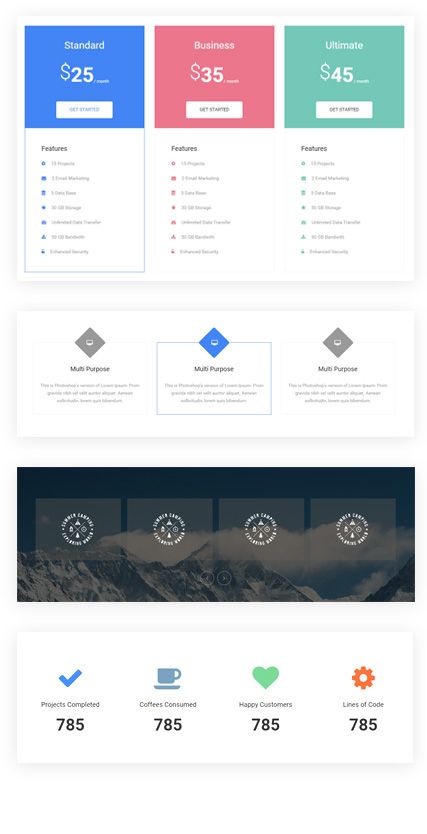 Standard
$25 / month
GET STARTED
Features
15 Projects
2 Email Marketing
5 Data Base
30 GB Storage
Unlimited Data Transfer
50 GB Bandwith
Enhanced Security
Business
$35 / month
GET STARTED
Features
15 Projects
2 Email Marketing
5 Data Base
30 GB Storage
Unlimited Data Transfer
50 GB Bandwith
Enhanced Security
Ultimate
$45 / month
GET STARTED
Features
15 Projects
2 Email Marketing
5 Data Base
30 GB Storage
Unlimited Data Transfer
50 GB Bandwith
Enhanced Security
Multi Purpose
This is Photoshop's version of Lorem Ipsum. Proin
gravida nibh vel velit auctor aliquet. Aenean
sollicitudin, lorem quis bibendum.
Multi Purpose
This is Photoshop's version of Lorem Ipsum. Proin
gravida nibh vel velit auctor aliquet. Aenean
sollicitudin, lorem quis bibendum.
Multi Purpose
This is Photoshop's version of Lorem Ipsum. Proin
gravida nibh vel velit auctor aliquet. Aenean
sollicitudin, lorem quis bibendum.
SUMMER CAMPING
EXPLORING WORLD
SUMMER CAMPING
EXPLORING WORLD
SUMMER CAMPING
EXPLORING WORLD
SUMMER CAMPING
EXPLORING WORLD
Projects Completed
785
Coffees Consumed
785
Happy Customers
785
Lines of Code
785